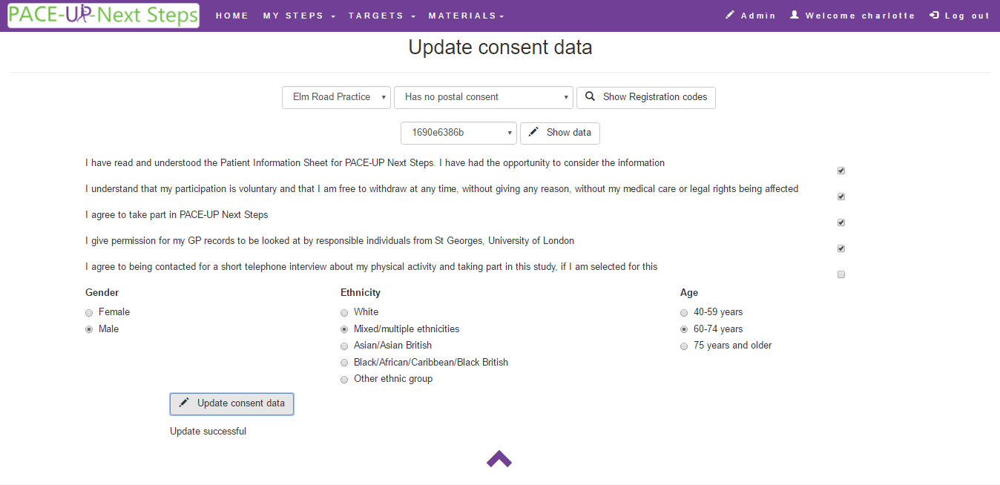 PACE-UP-Next Steps HOME MY STEPS TARGETS MATERIALS Admin Welcome charlotte Log out
Update consent data
Elm Road Practice Has no postal consent Show Registration codes
1690e6386b Show data
I have read and understood the Patient Information Sheet for PACE-UP Next Steps. I have had the opportunity to consider the information
I understand that my participation is voluntary and that I am free to withdraw at any time, without giving any reason, without my medical care or legal rights being affected
I agree to take part in PACE-UP Next Steps
I give permission for my GP records to be looked at by responsible individuals from St Georges, University of London
I agree to being contacted for a short telephone interview about my physical activity and taking part in this study, if I am selected for this
Gender Ethnicity Age
Female White 40-59 years
Male Mixed/multiple ethnicities 60-74 years
Asian/Asian British 75 years and older
Black/African/Caribbean/Black British
Other ethnic group
Update consent data
Update successful